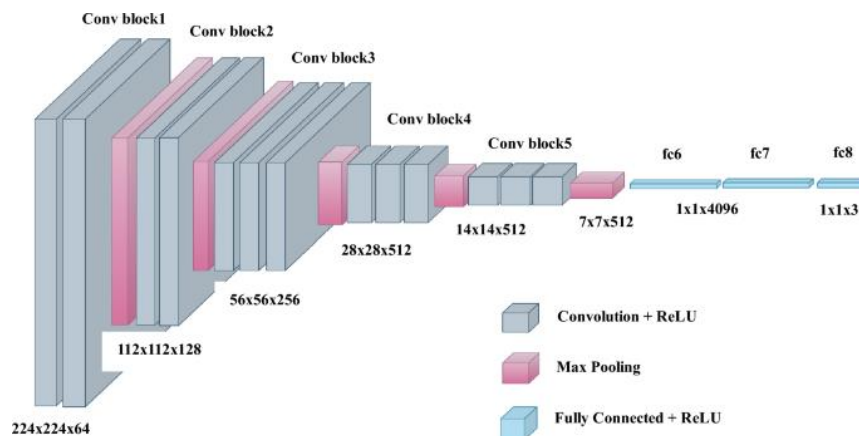 Conv block1
Conv block2
Conv block3
Conv block4
Conv block5
fc6
fc7
fc8
224x224x64
112x112x128
56x56x256
28x28x512
14x14x512
7x7x512
1x1x4096
1x1x3
Convolution + ReLU
Max Pooling
Fully Connected + ReLU